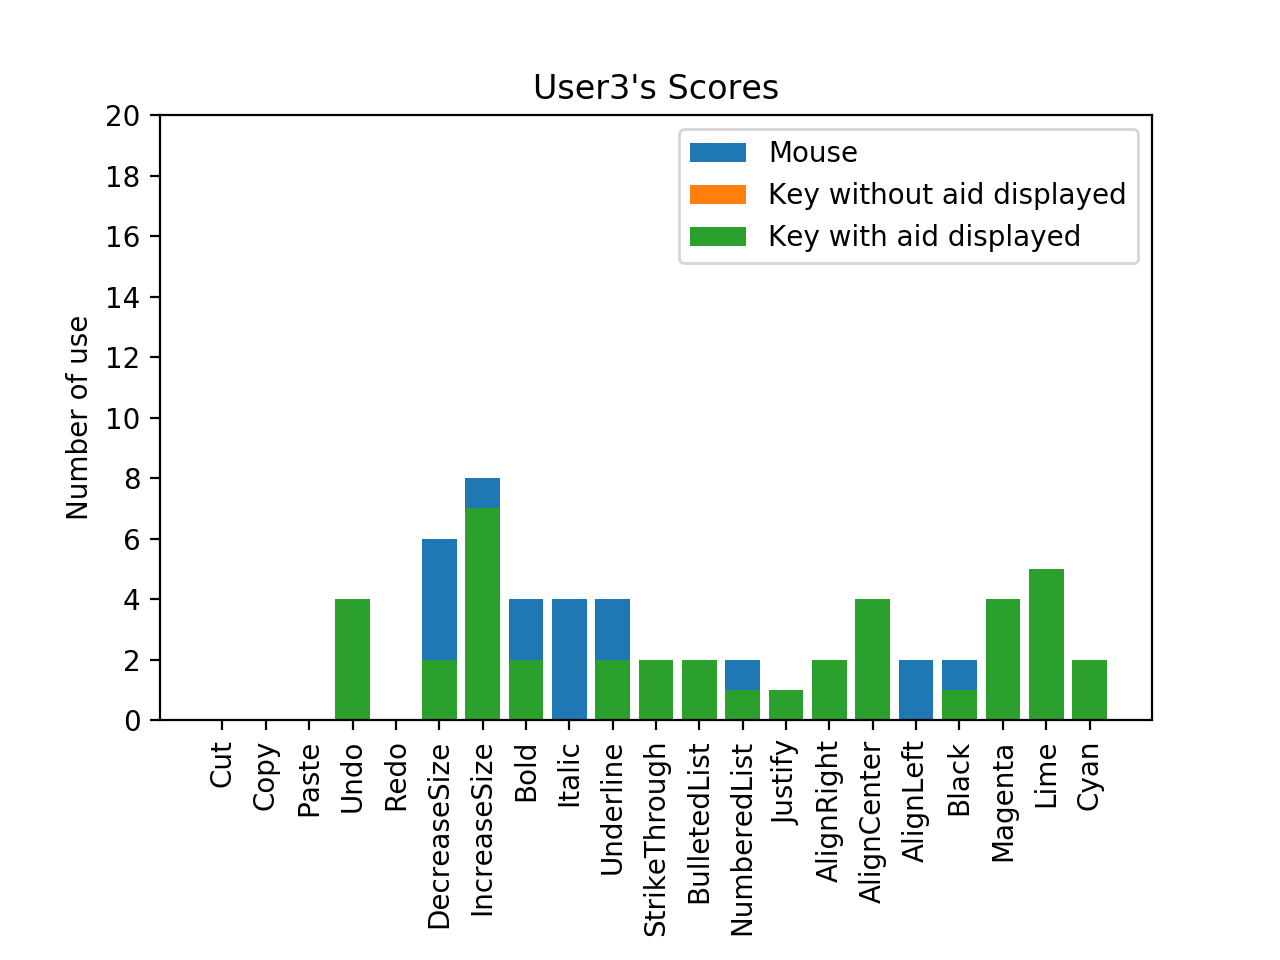 User3's Scores
Mouse
Key without aid displayed
Key with aid displayed
Number of use
20
18
16
14
12
10
8
6
4
2
0
Cut
Copy
Paste
Undo
Redo
DecreaseSize
IncreaseSize
Bold
Italic
Underline
StrikeThrough
BulletedList
NumberedList
Justify
AlignRight
AlignCenter
AlignLeft
Black
Magenta
Lime
Cyan